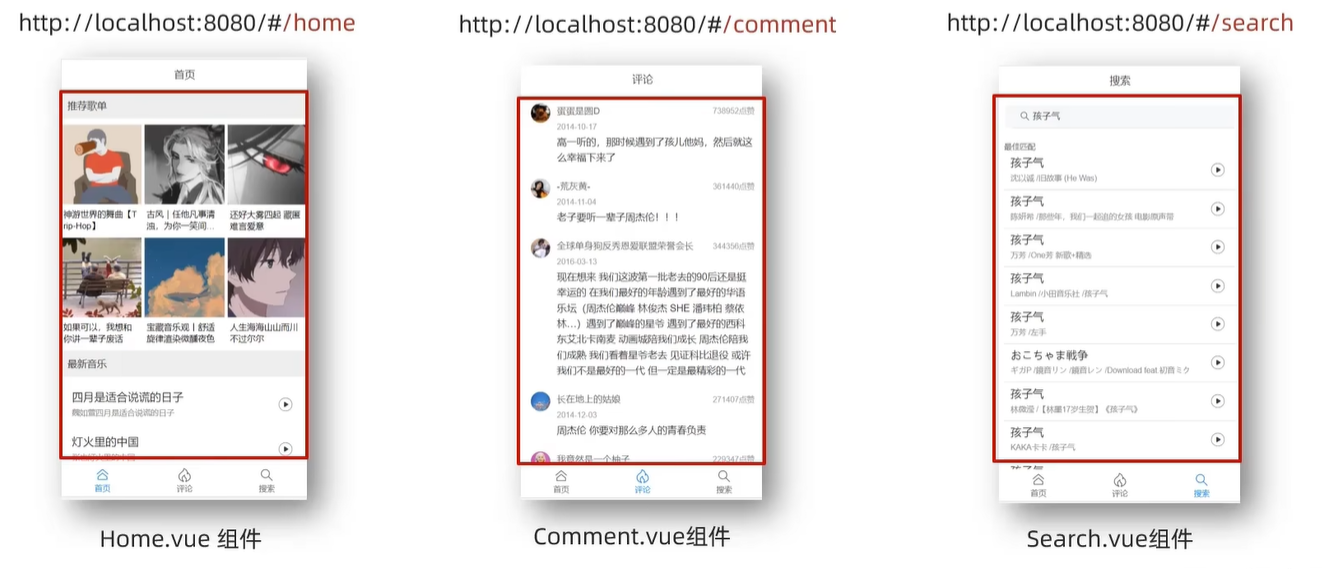 http://localhost:8080/#/home
首页
推荐歌单
神游世界的舞曲【T
rip-Hop】
古风丨任他凡事清
浊，为你一笑间...
还好大雾四起 藏匿
难言爱意
如果可以，我想和
你讲一辈子废话
宝藏音乐观丨舒适
旋律渲染微醺夜色
人生海海山山而川
不过尔尔
最新音乐
四月是适合说谎的日子
灯火里的中国
首页
评论
搜索
Home.vue 组件
http://localhost:8080/#/comment
评论
蛋蛋是圆D
738952点赞
2014-10-17
高一听的，那时候遇到了孩儿他妈，然后就这
么幸福下来了
-荒灰黄-
361440点赞
2014-11-04
老子要听一辈子周杰伦！！！
全球单身狗反秀恩爱联盟荣誉会长
344356点赞
2016-03-13
现在想来 我们这波第一批老去的90后还是挺
幸运的 在我们最好的年龄遇到了最好的华语
乐坛（周杰伦巅峰 林俊杰 SHE 潘玮柏 蔡依
林...）遇到了巅峰的星爷 遇到了最好的西科
东艾北卡南麦 动画城陪我们成长 周杰伦陪我
们成熟 我们看着星爷老去 见证科比退役 或许
我们不是最好的一代 但一定是最精彩的一代
长在地上的姑娘
271407点赞
2014-12-03
周杰伦 你要对那么多人的青春负责
我竟然是一个柚子
229347点赞
首页
评论
搜索
Comment.vue组件
http://localhost:8080/#/search
搜索
孩子气
最佳匹配
孩子气
沈以诚 /旧故事 (He Was)
孩子气
陈妍希 /那些年，我们一起追的女孩 电影原声带
孩子气
万芳 /One芳 新歌+精选
孩子气
Lambin /小田音乐社 /孩子气
孩子气
万芳 /左手
おこちゃま戦争
ギガP /鏡音リン /鏡音レン /Download feat.初音ミク
孩子气
孩子气
KAKA卡卡 /孩子气
孩子气
首页
评论
搜索
Search.vue组件